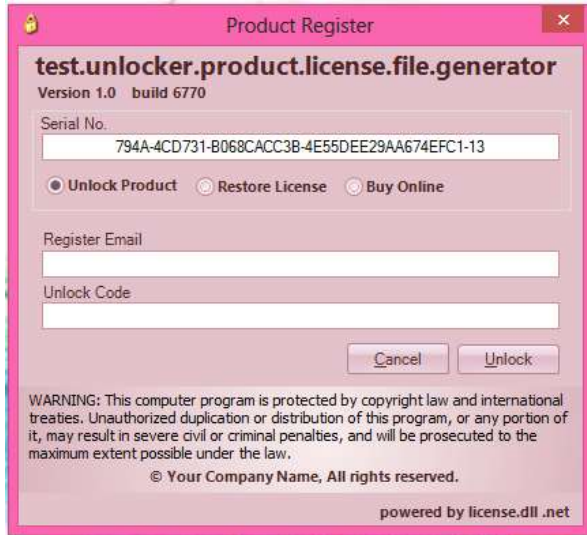 Product Register
test.unlocker.product.license.file.generator
Version 1.0 build 6770
Serial No.
794A-4CD731-B068CACC3B-4E55DEE29AA674EFC1-13
Unlock Product Restore License Buy Online
Register Email
Unlock Code
Cancel Unlock
WARNING: This computer program is protected by copyright law and international
treaties. Unauthorized duplication or distribution of this program, or any portion of
it, may result in severe civil or criminal penalties, and will be prosecuted to the
maximum extent possible under the law.
© Your Company Name, All rights reserved.
powered by license.dll .net